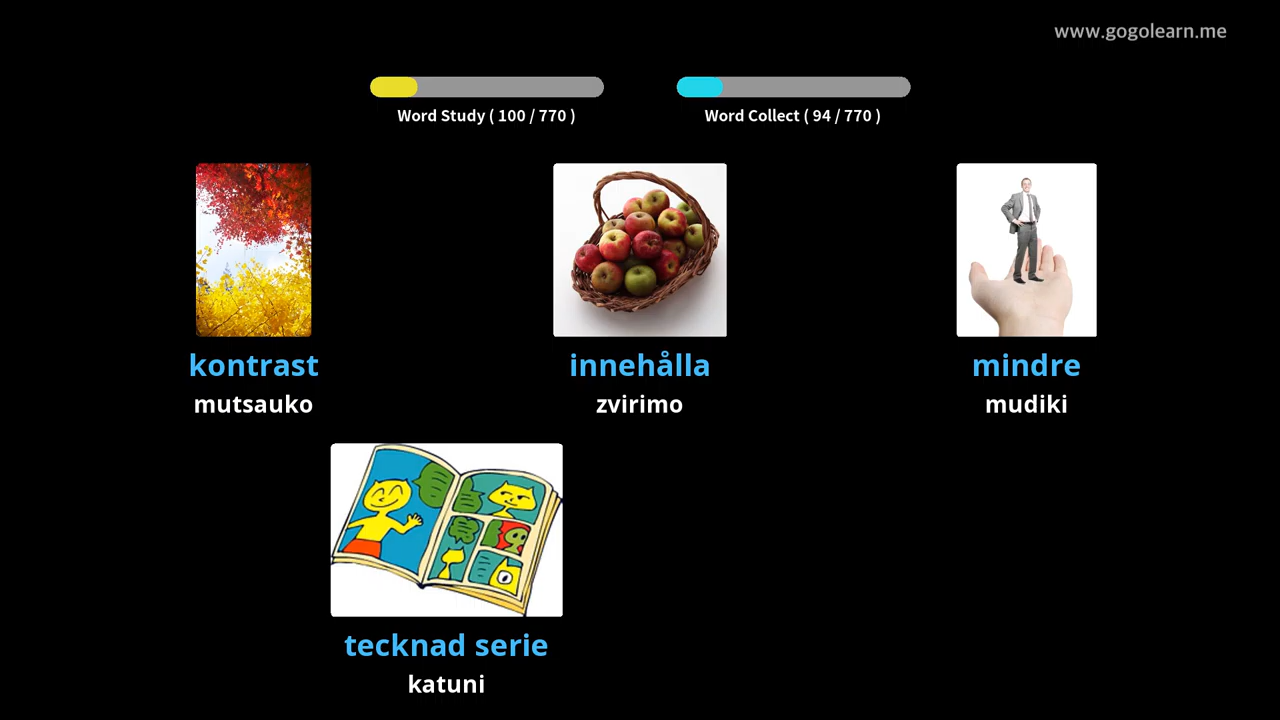 www.gogolearn.me
Word Study ( 100 / 770 )
Word Collect ( 94 / 770 )
kontrast
mutsauko
innehålla
zvirimo
mindre
mudiki
tecknad serie
katuni